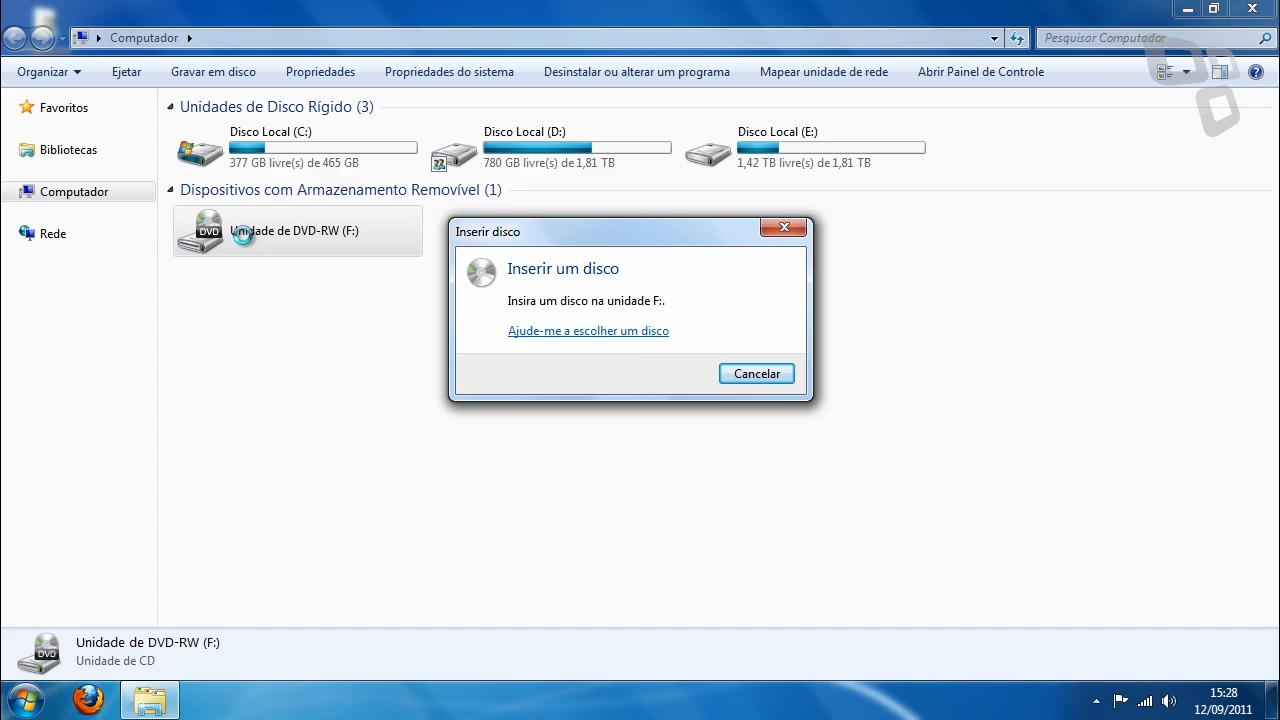 Computador
Pesquisar Computador
Organizar Ejetar Gravar em disco Propriedades Propriedades do sistema Desinstalar ou alterar um programa Mapear unidade de rede Abrir Painel de Controle
Favoritos
Bibliotecas
Computador
Rede
Unidades de Disco Rígido (3)
Disco Local (C:)
377 GB livre(s) de 465 GB
Disco Local (D:)
780 GB livre(s) de 1,81 TB
Disco Local (E:)
1,42 TB livre(s) de 1,81 TB
Dispositivos com Armazenamento Removível (1)
DVD
Unidade de DVD-RW (F:)
Inserir disco
Inserir um disco
Insira um disco na unidade F:.
Ajude-me a escolher um disco
Cancelar
DVD
Unidade de DVD-RW (F:)
Unidade de CD
15:28
12/09/2011